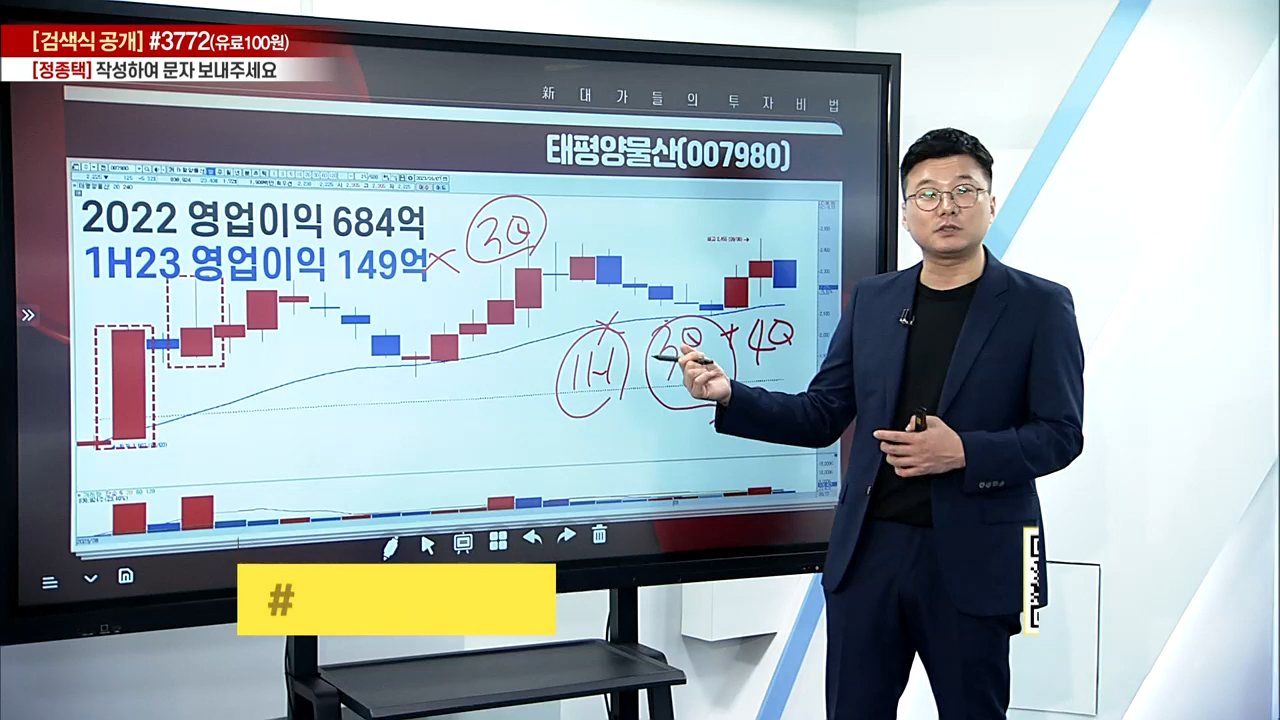 [검색식 공개] #3772(유료100원)
[정종택] 작성하여 문자 보내주세요
新 대 가 들 의 투 자 비 법
태평양물산(007980)
2022 영업이익 684억
1H23 영업이익 149억
3Q
1H 3Q + 4Q
#